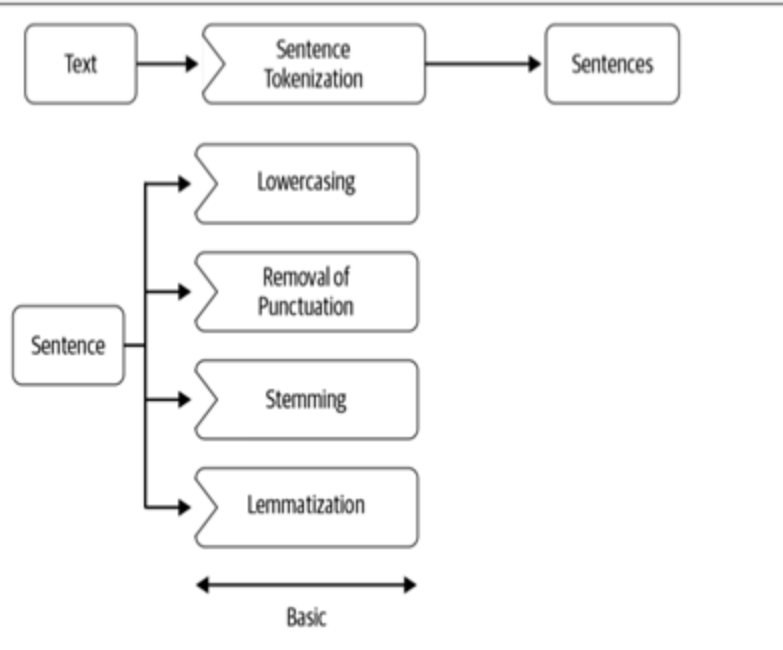 Text
Sentence
Tokenization
Sentences
Lowercasing
Removal of
Punctuation
Sentence
Stemming
Lemmatization
Basic